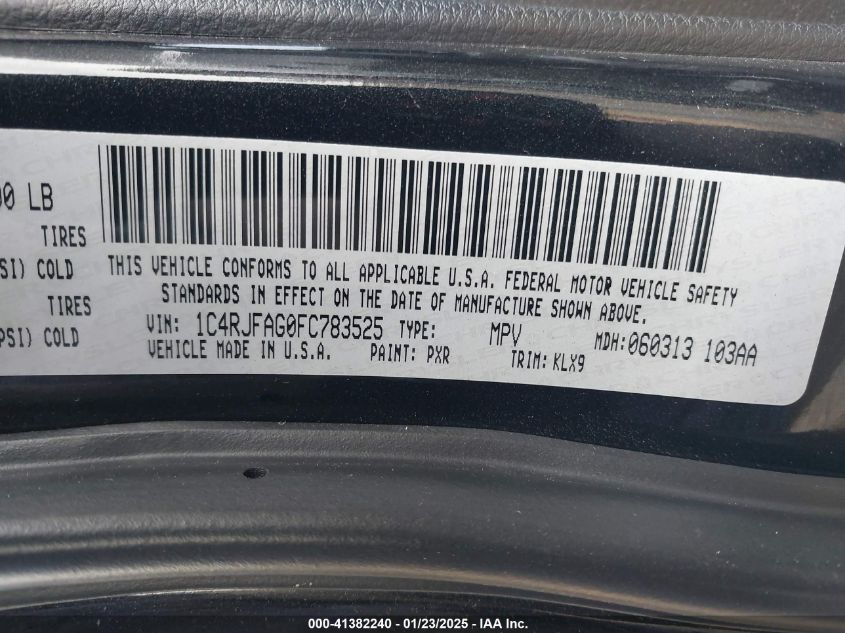 00 LB
TIRES
SI) COLD
TIRES
PSI) COLD
THIS VEHICLE CONFORMS TO ALL APPLICABLE U.S.A. FEDERAL MOTOR VEHICLE SAFETY
STANDARDS IN EFFECT ON THE DATE OF MANUFACTURE SHOWN ABOVE.
VIN: 1C4RJFAG0FC783525 TYPE: MPV MDH:060313 103AA
VEHICLE MADE IN U.S.A. PAINT: PXR TRIM: KLX9
000-41382240 - 01/23/2025 - IAA Inc.